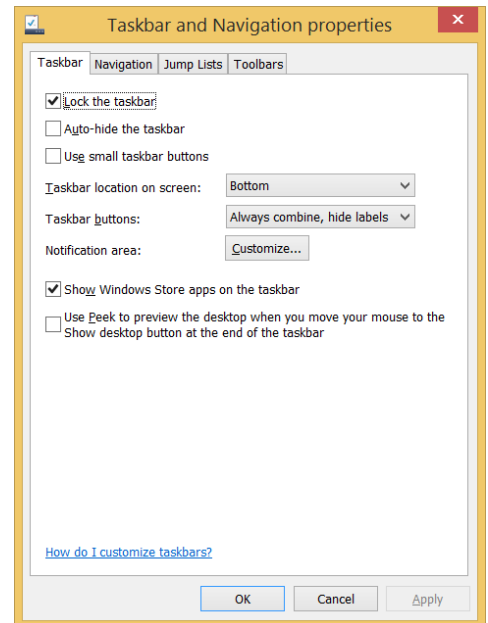 Taskbar and Navigation properties
Taskbar Navigation Jump Lists Toolbars
Lock the taskbar
Auto-hide the taskbar
Use small taskbar buttons
Taskbar location on screen: Bottom
Taskbar buttons: Always combine, hide labels
Notification area: Customize...
Show Windows Store apps on the taskbar
Use Peek to preview the desktop when you move your mouse to the
Show desktop button at the end of the taskbar
How do I customize taskbars?
OK Cancel Apply